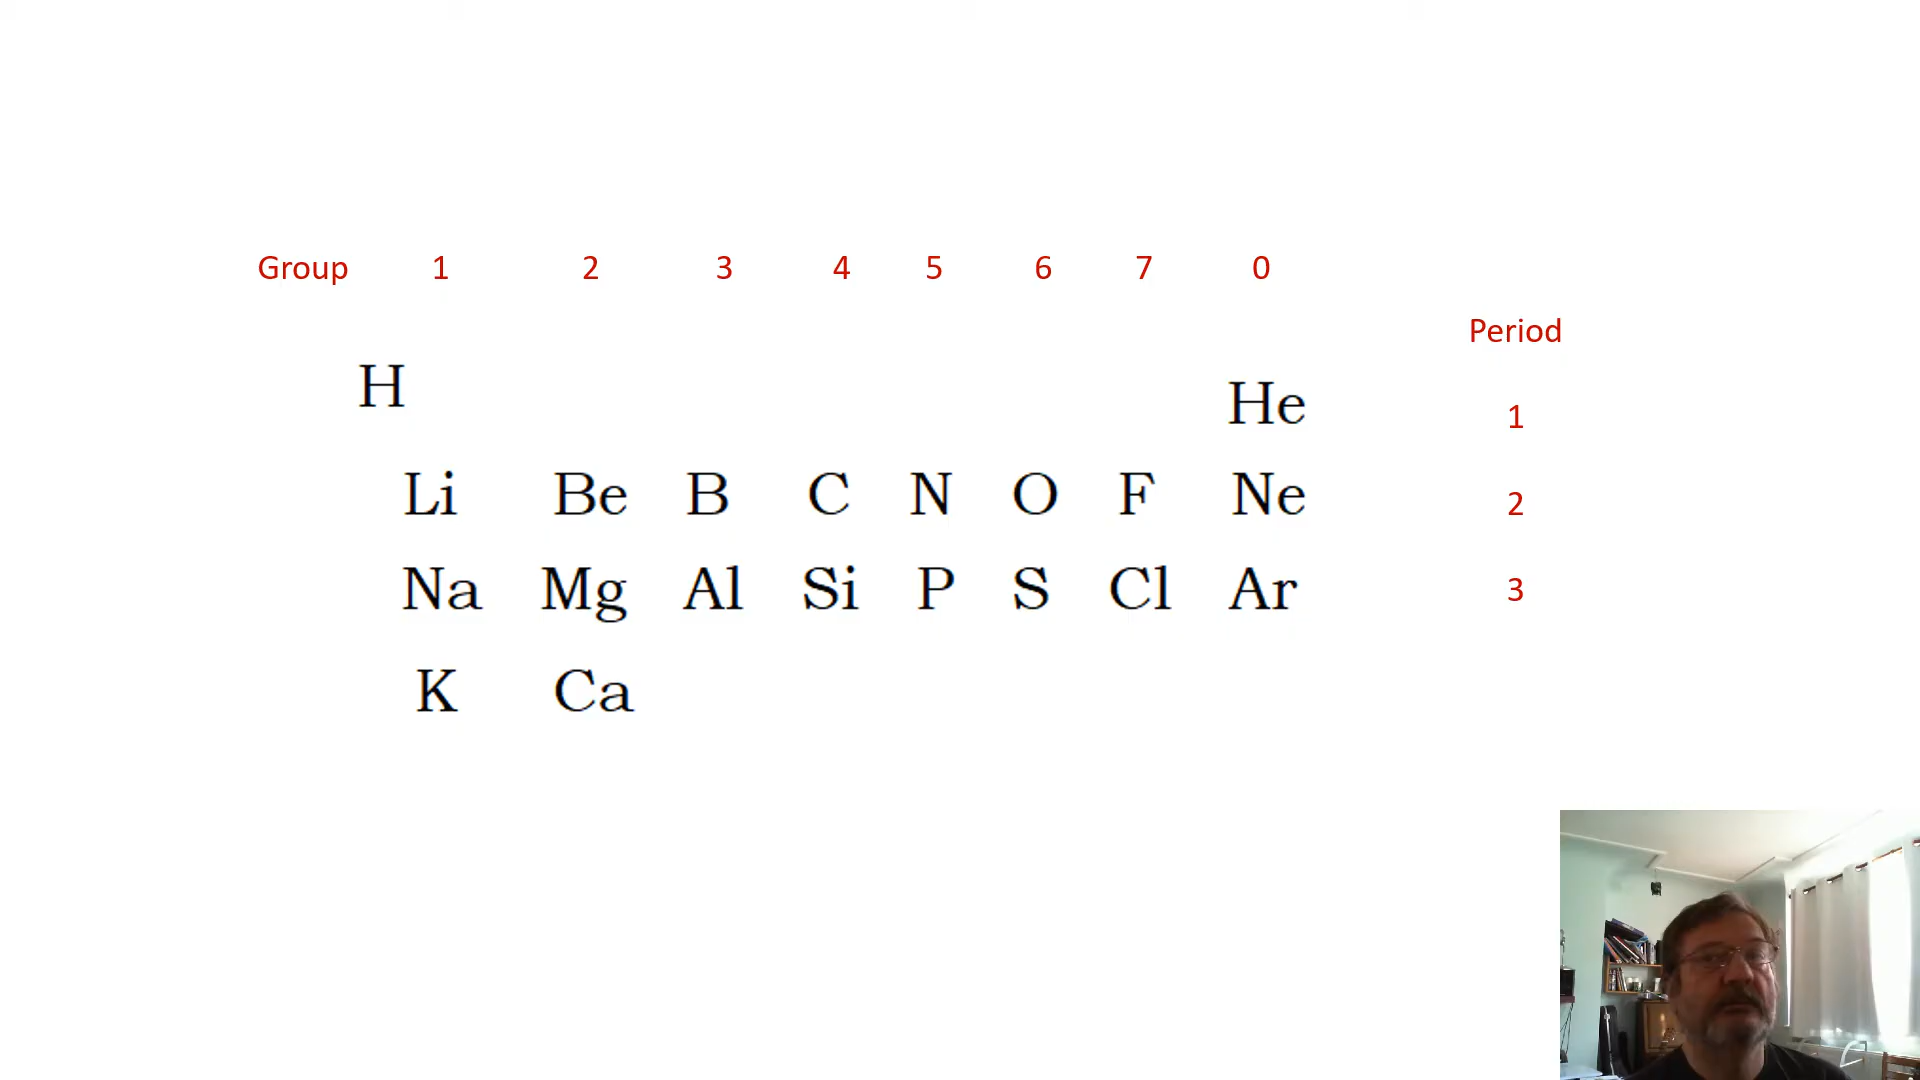 Group 1 2 3 4 5 6 7 0
Period
H He 1
Li Be B C N O F Ne 2
Na Mg Al Si P S Cl Ar 3
K Ca